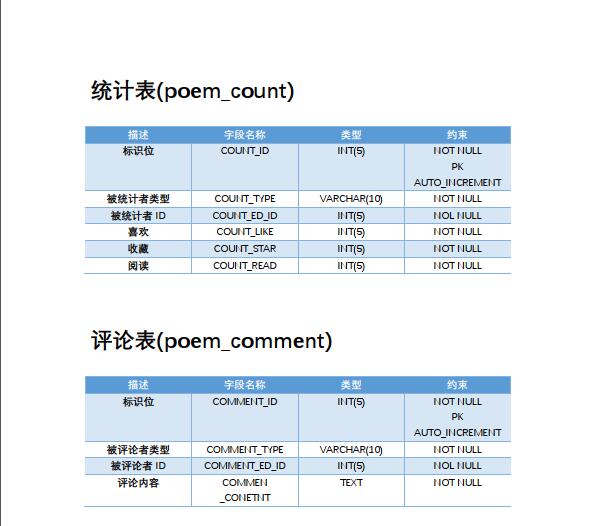 统计表(poem_count)
描述 字段名称 类型 约束
标识位 COUNT_ID INT(5) NOT NULL
PK
AUTO_INCREMENT
被统计者类型 COUNT_TYPE VARCHAR(10) NOT NULL
被统计者 ID COUNT_ED_ID INT(5) NOL NULL
喜欢 COUNT_LIKE INT(5) NOT NULL
收藏 COUNT_STAR INT(5) NOT NULL
阅读 COUNT_READ INT(5) NOT NULL
评论表(poem_comment)
描述 字段名称 类型 约束
标识位 COMMENT_ID INT(5) NOT NULL
PK
AUTO_INCREMENT
被评论者类型 COMMENT_TYPE VARCHAR(10) NOT NULL
被评论者 ID COMMENT_ED_ID INT(5) NOL NULL
评论内容 COMMEN TEXT NOT NULL
_CONETNT